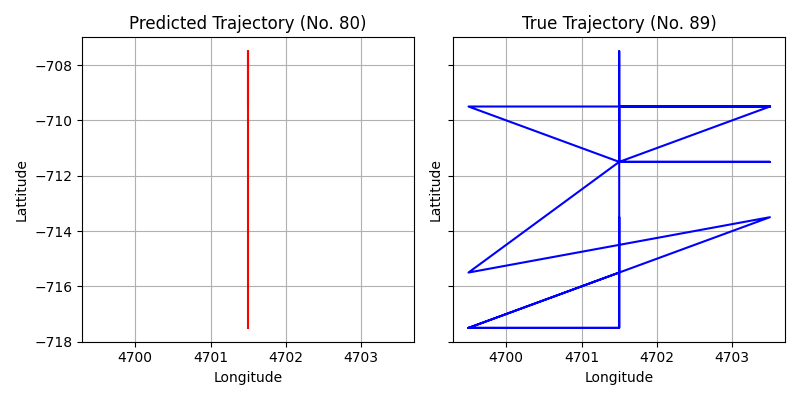 Predicted Trajectory (No. 80)
True Trajectory (No. 89)
Lattitude
−708
−710
−712
−714
−716
−718
4700
4701
4702
4703
Longitude
Lattitude
4700
4701
4702
4703
Longitude